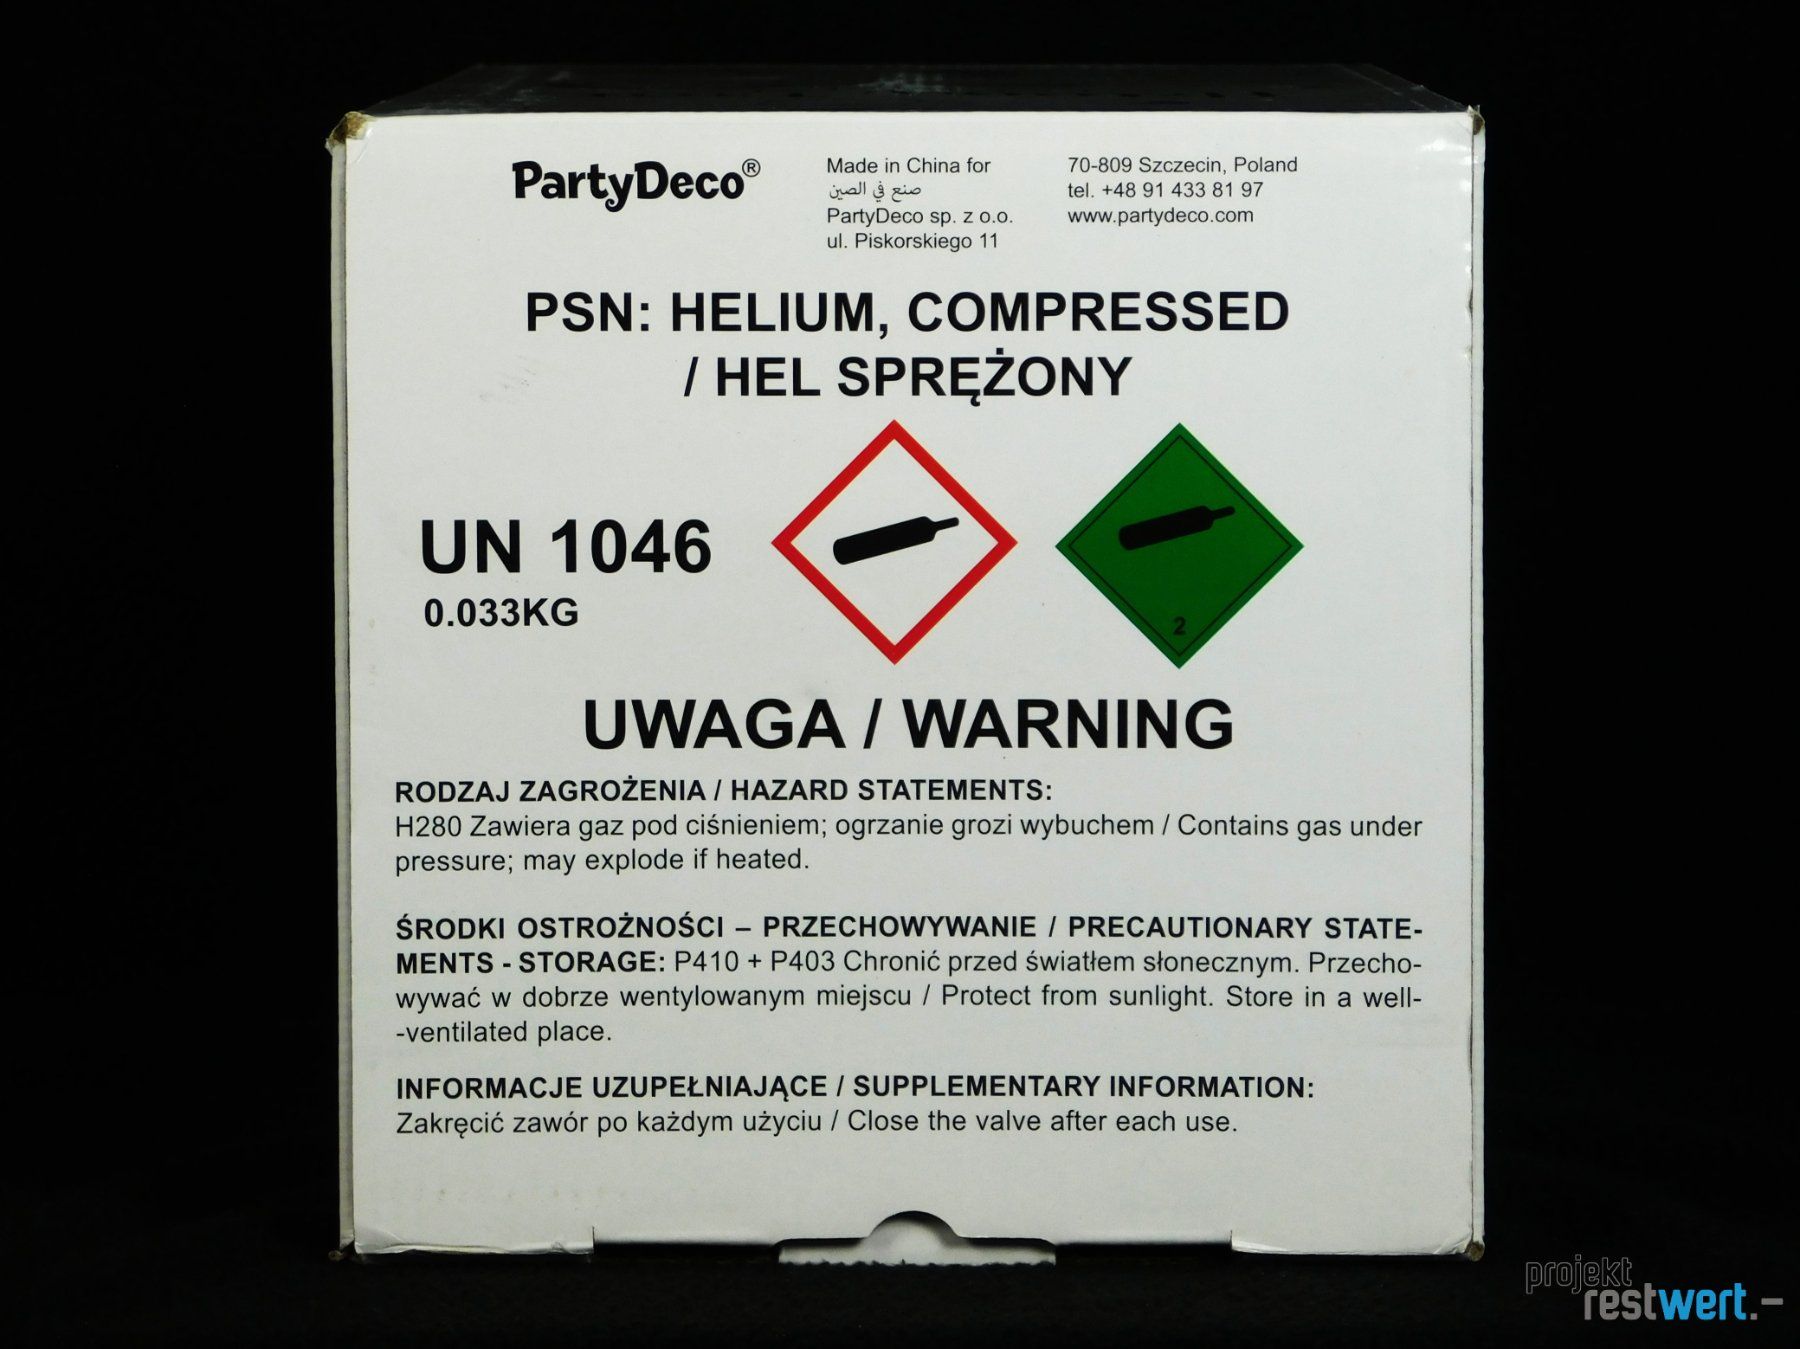 PartyDeco®
Made in China for
صنع في الصين
PartyDeco sp. z o.o.
ul. Piskorskiego 11
70-809 Szczecin, Poland
tel. +48 91 433 81 97
www.partydeco.com
PSN: HELIUM, COMPRESSED
/ HEL SPRĘŻONY
UN 1046
0.033KG
2
UWAGA / WARNING
RODZAJ ZAGROŻENIA / HAZARD STATEMENTS:
H280 Zawiera gaz pod ciśnieniem; ogrzanie grozi wybuchem / Contains gas under
pressure; may explode if heated.
ŚRODKI OSTROŻNOŚCI – PRZECHOWYWANIE / PRECAUTIONARY STATE-
MENTS - STORAGE: P410 + P403 Chronić przed światłem słonecznym. Przecho-
wywać w dobrze wentylowanym miejscu / Protect from sunlight. Store in a well-
-ventilated place.
INFORMACJE UZUPEŁNIAJĄCE / SUPPLEMENTARY INFORMATION:
Zakręcić zawór po każdym użyciu / Close the valve after each use.
projekt
restwert.–